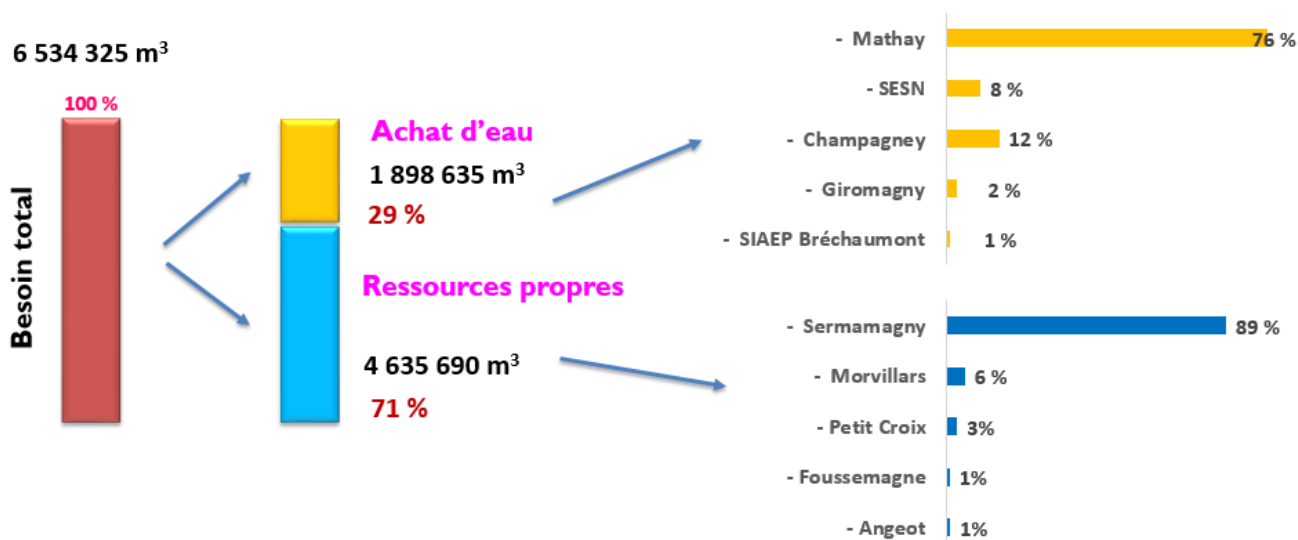 6 534 325 m³
100 %
Besoin total
Achat d'eau
1 898 635 m³
29 %
Ressources propres
4 635 690 m³
71 %
- Mathay 76 %
- SESN 8 %
- Champagney 12 %
- Giromagny 2 %
- SIAEP Bréchaumont 1 %
- Sermamagny 89 %
- Morvillars 6 %
- Petit Croix 3%
- Foussemagne 1%
- Angeot 1%